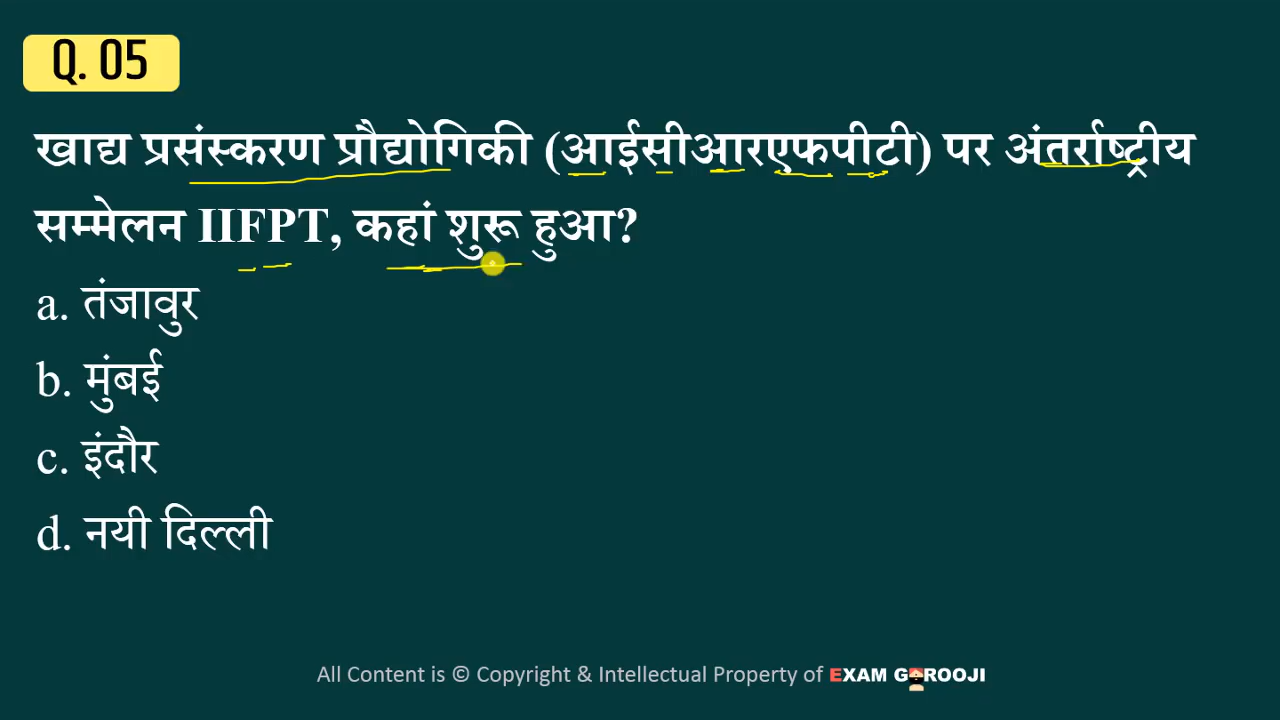 Q. 05
खाद्य प्रसंस्करण प्रौद्योगिकी (आईसीआरएफपीटी) पर अंतर्राष्ट्रीय
सम्मेलन IIFPT, कहां शुरू हुआ?
a. तंजावुर
b. मुंबई
c. इंदौर
d. नयी दिल्ली
All Content is © Copyright & Intellectual Property of EXAM GUROOJI